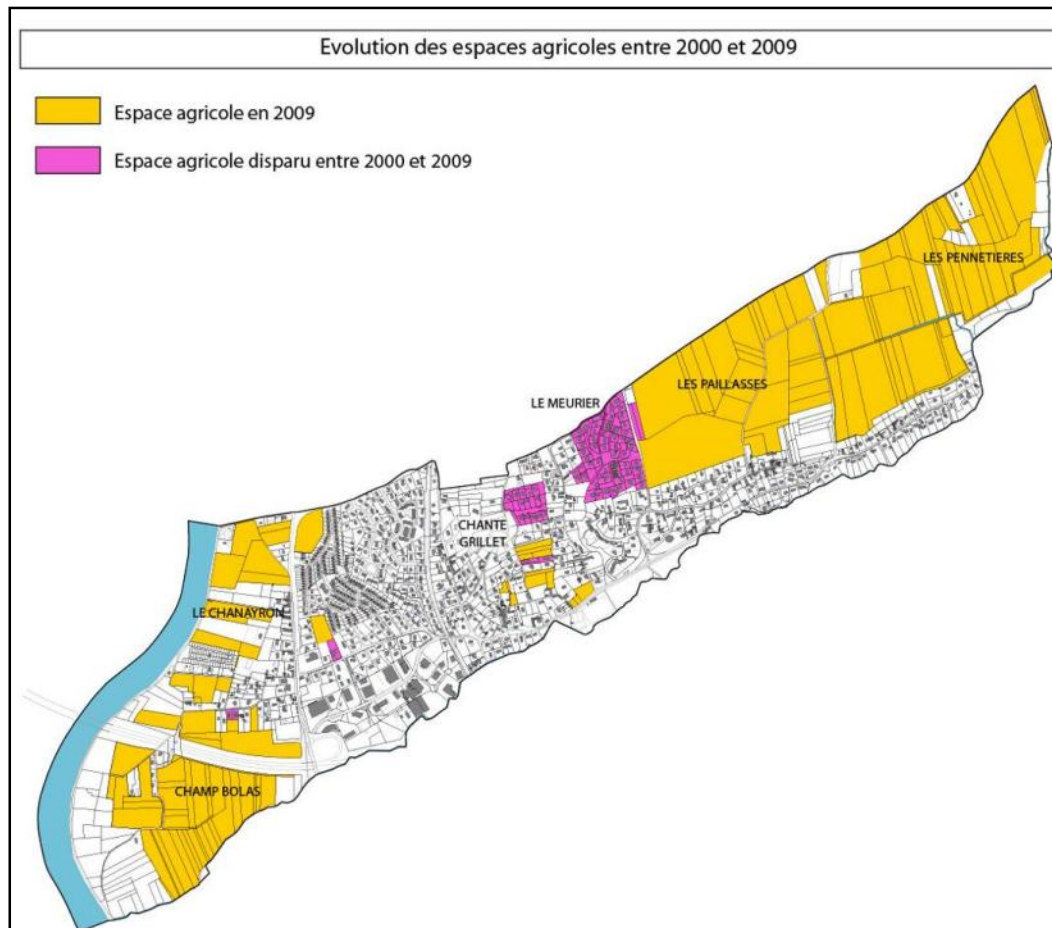 Evolution des espaces agricoles entre 2000 et 2009
Espace agricole en 2009
Espace agricole disparu entre 2000 et 2009
LES PENNETIERES
LES PAILLASSES
LE MEURIER
CHANTE
GRILLET
LE CHANAYRON
CHAMP BOLAS